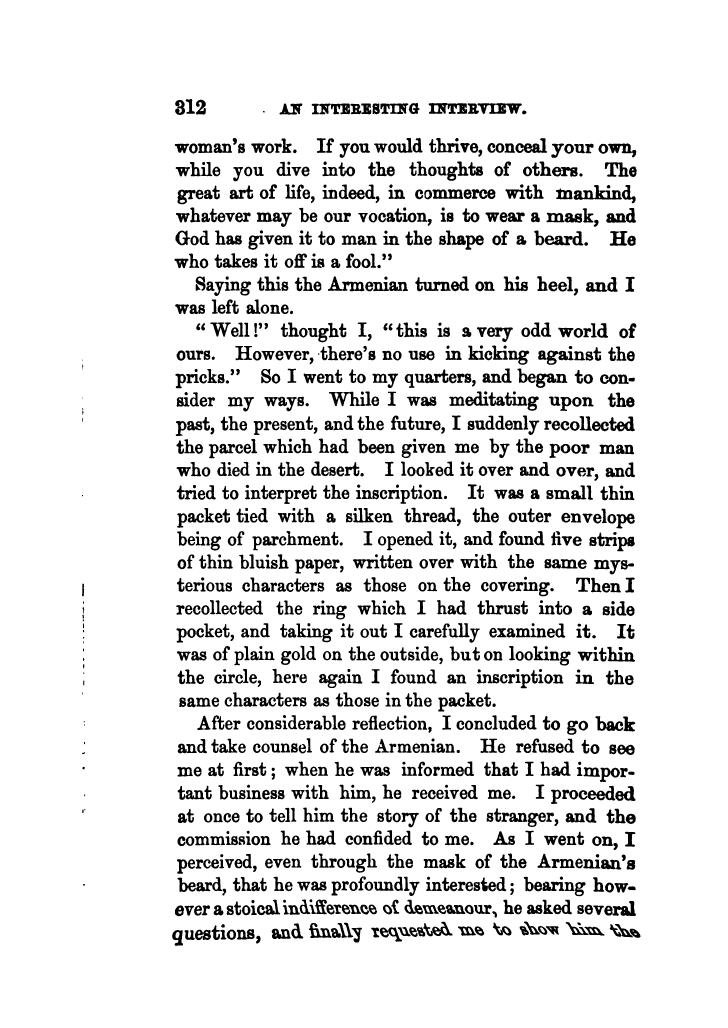 312 AN INTERESTING INTERVIEW.
woman's work. If you would thrive, conceal your own,
while you dive into the thoughts of others. The
great art of life, indeed, in commerce with mankind,
whatever may be our vocation, is to wear a mask, and
God has given it to man in the shape of a beard. He
who takes it off is a fool."
Saying this the Armenian turned on his heel, and I
was left alone.
"Well!" thought I, "this is a very odd world of
ours. However, there's no use in kicking against the
pricks." So I went to my quarters, and began to con-
sider my ways. While I was meditating upon the
past, the present, and the future, I suddenly recollected
the parcel which had been given me by the poor man
who died in the desert. I looked it over and over, and
tried to interpret the inscription. It was a small thin
packet tied with a silken thread, the outer envelope
being of parchment. I opened it, and found five strips
of thin bluish paper, written over with the same mys-
terious characters as those on the covering. Then I
recollected the ring which I had thrust into a side
pocket, and taking it out I carefully examined it. It
was of plain gold on the outside, but on looking within
the circle, here again I found an inscription in the
same characters as those in the packet.
After considerable reflection, I concluded to go back
and take counsel of the Armenian. He refused to see
me at first; when he was informed that I had impor-
tant business with him, he received me. I proceeded
at once to tell him the story of the stranger, and the
commission he had confided to me. As I went on, I
perceived, even through the mask of the Armenian's
beard, that he was profoundly interested; bearing how-
ever a stoical indifference of demeanour, he asked several
questions, and finally requested me to show him the